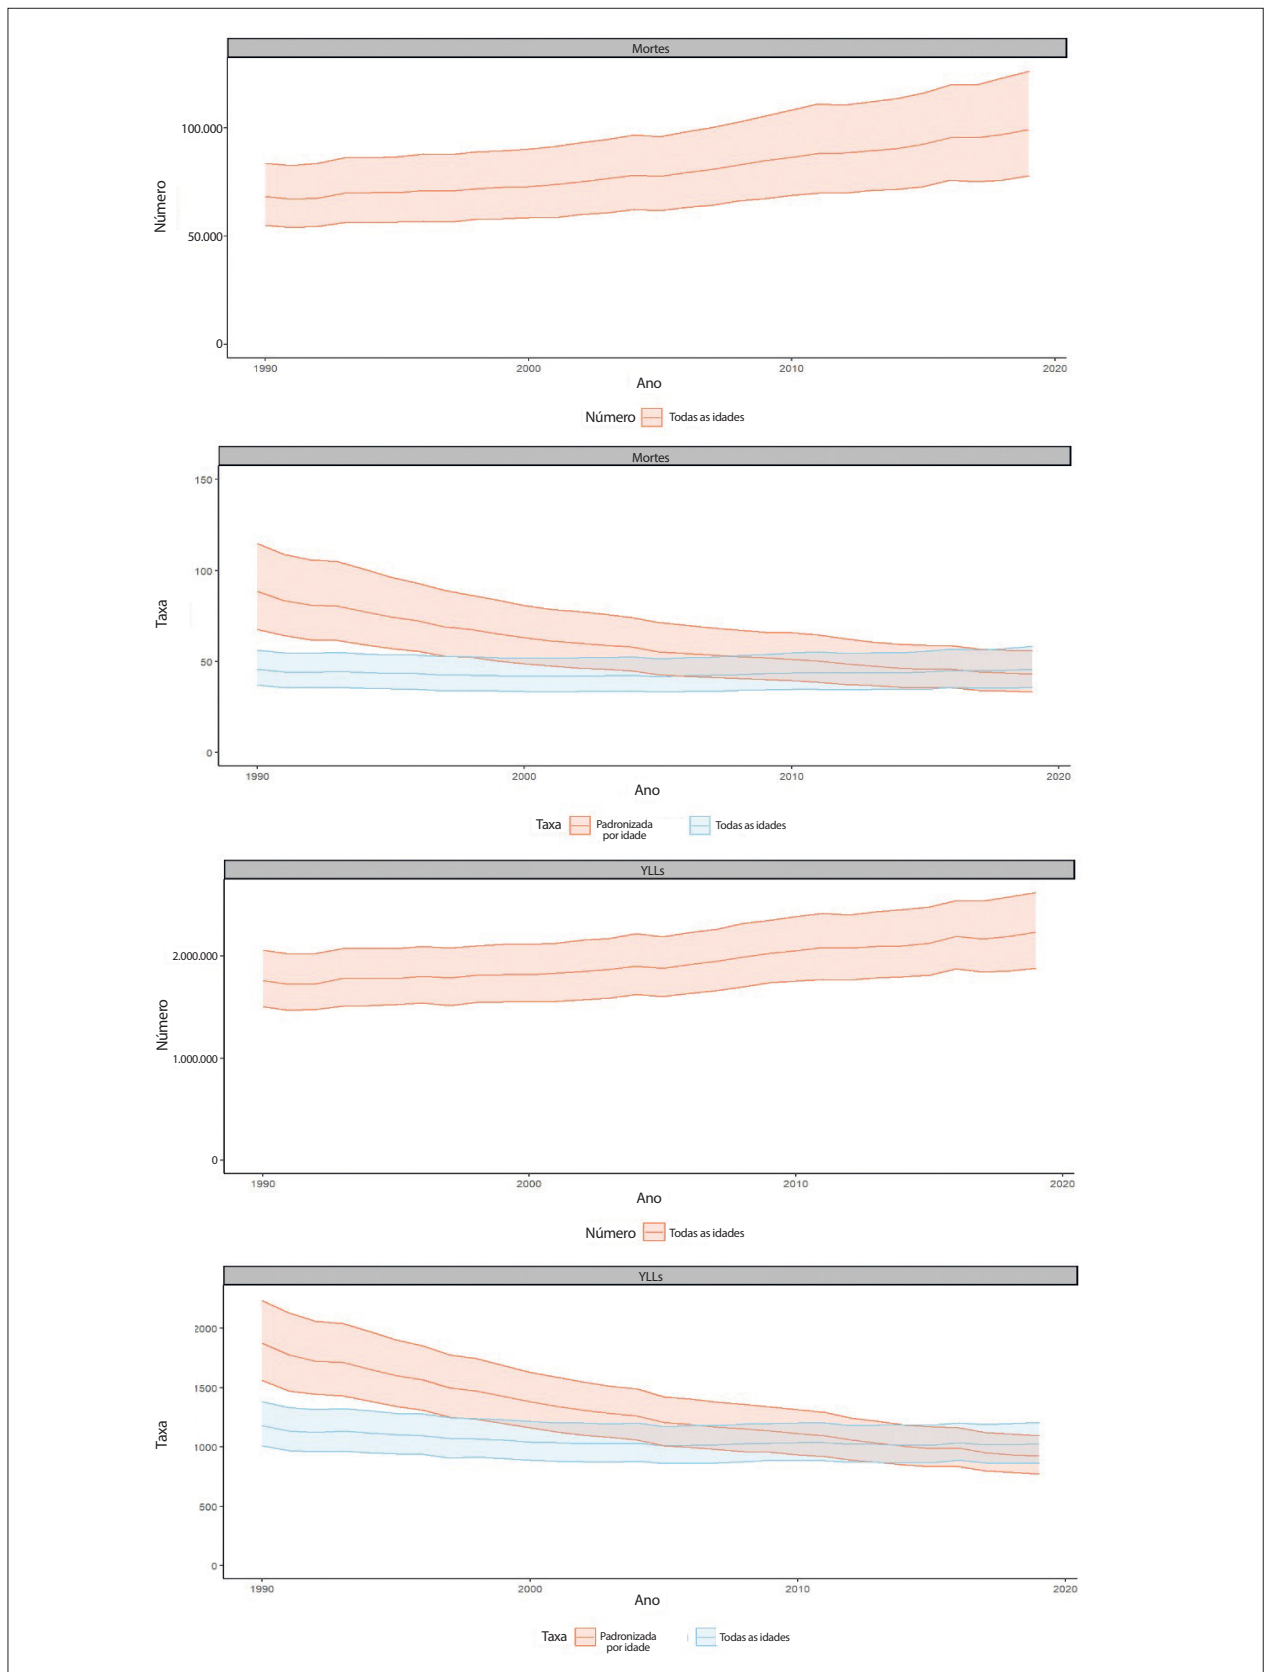 Mortes
Número
100.000
50.000
0
1990 2000 2010 2020
Ano
Número Todas as idades
Mortes
Taxa
150
100
50
0
1990 2000 2010 2020
Ano
Taxa Padronizada por idade Todas as idades
YLLs
Número
2.000.000
1.000.000
0
1990 2000 2010 2020
Ano
Número Todas as idades
YLLs
Taxa
2000
1500
1000
500
0
1990 2000 2010 2020
Ano
Taxa Padronizada por idade Todas as idades